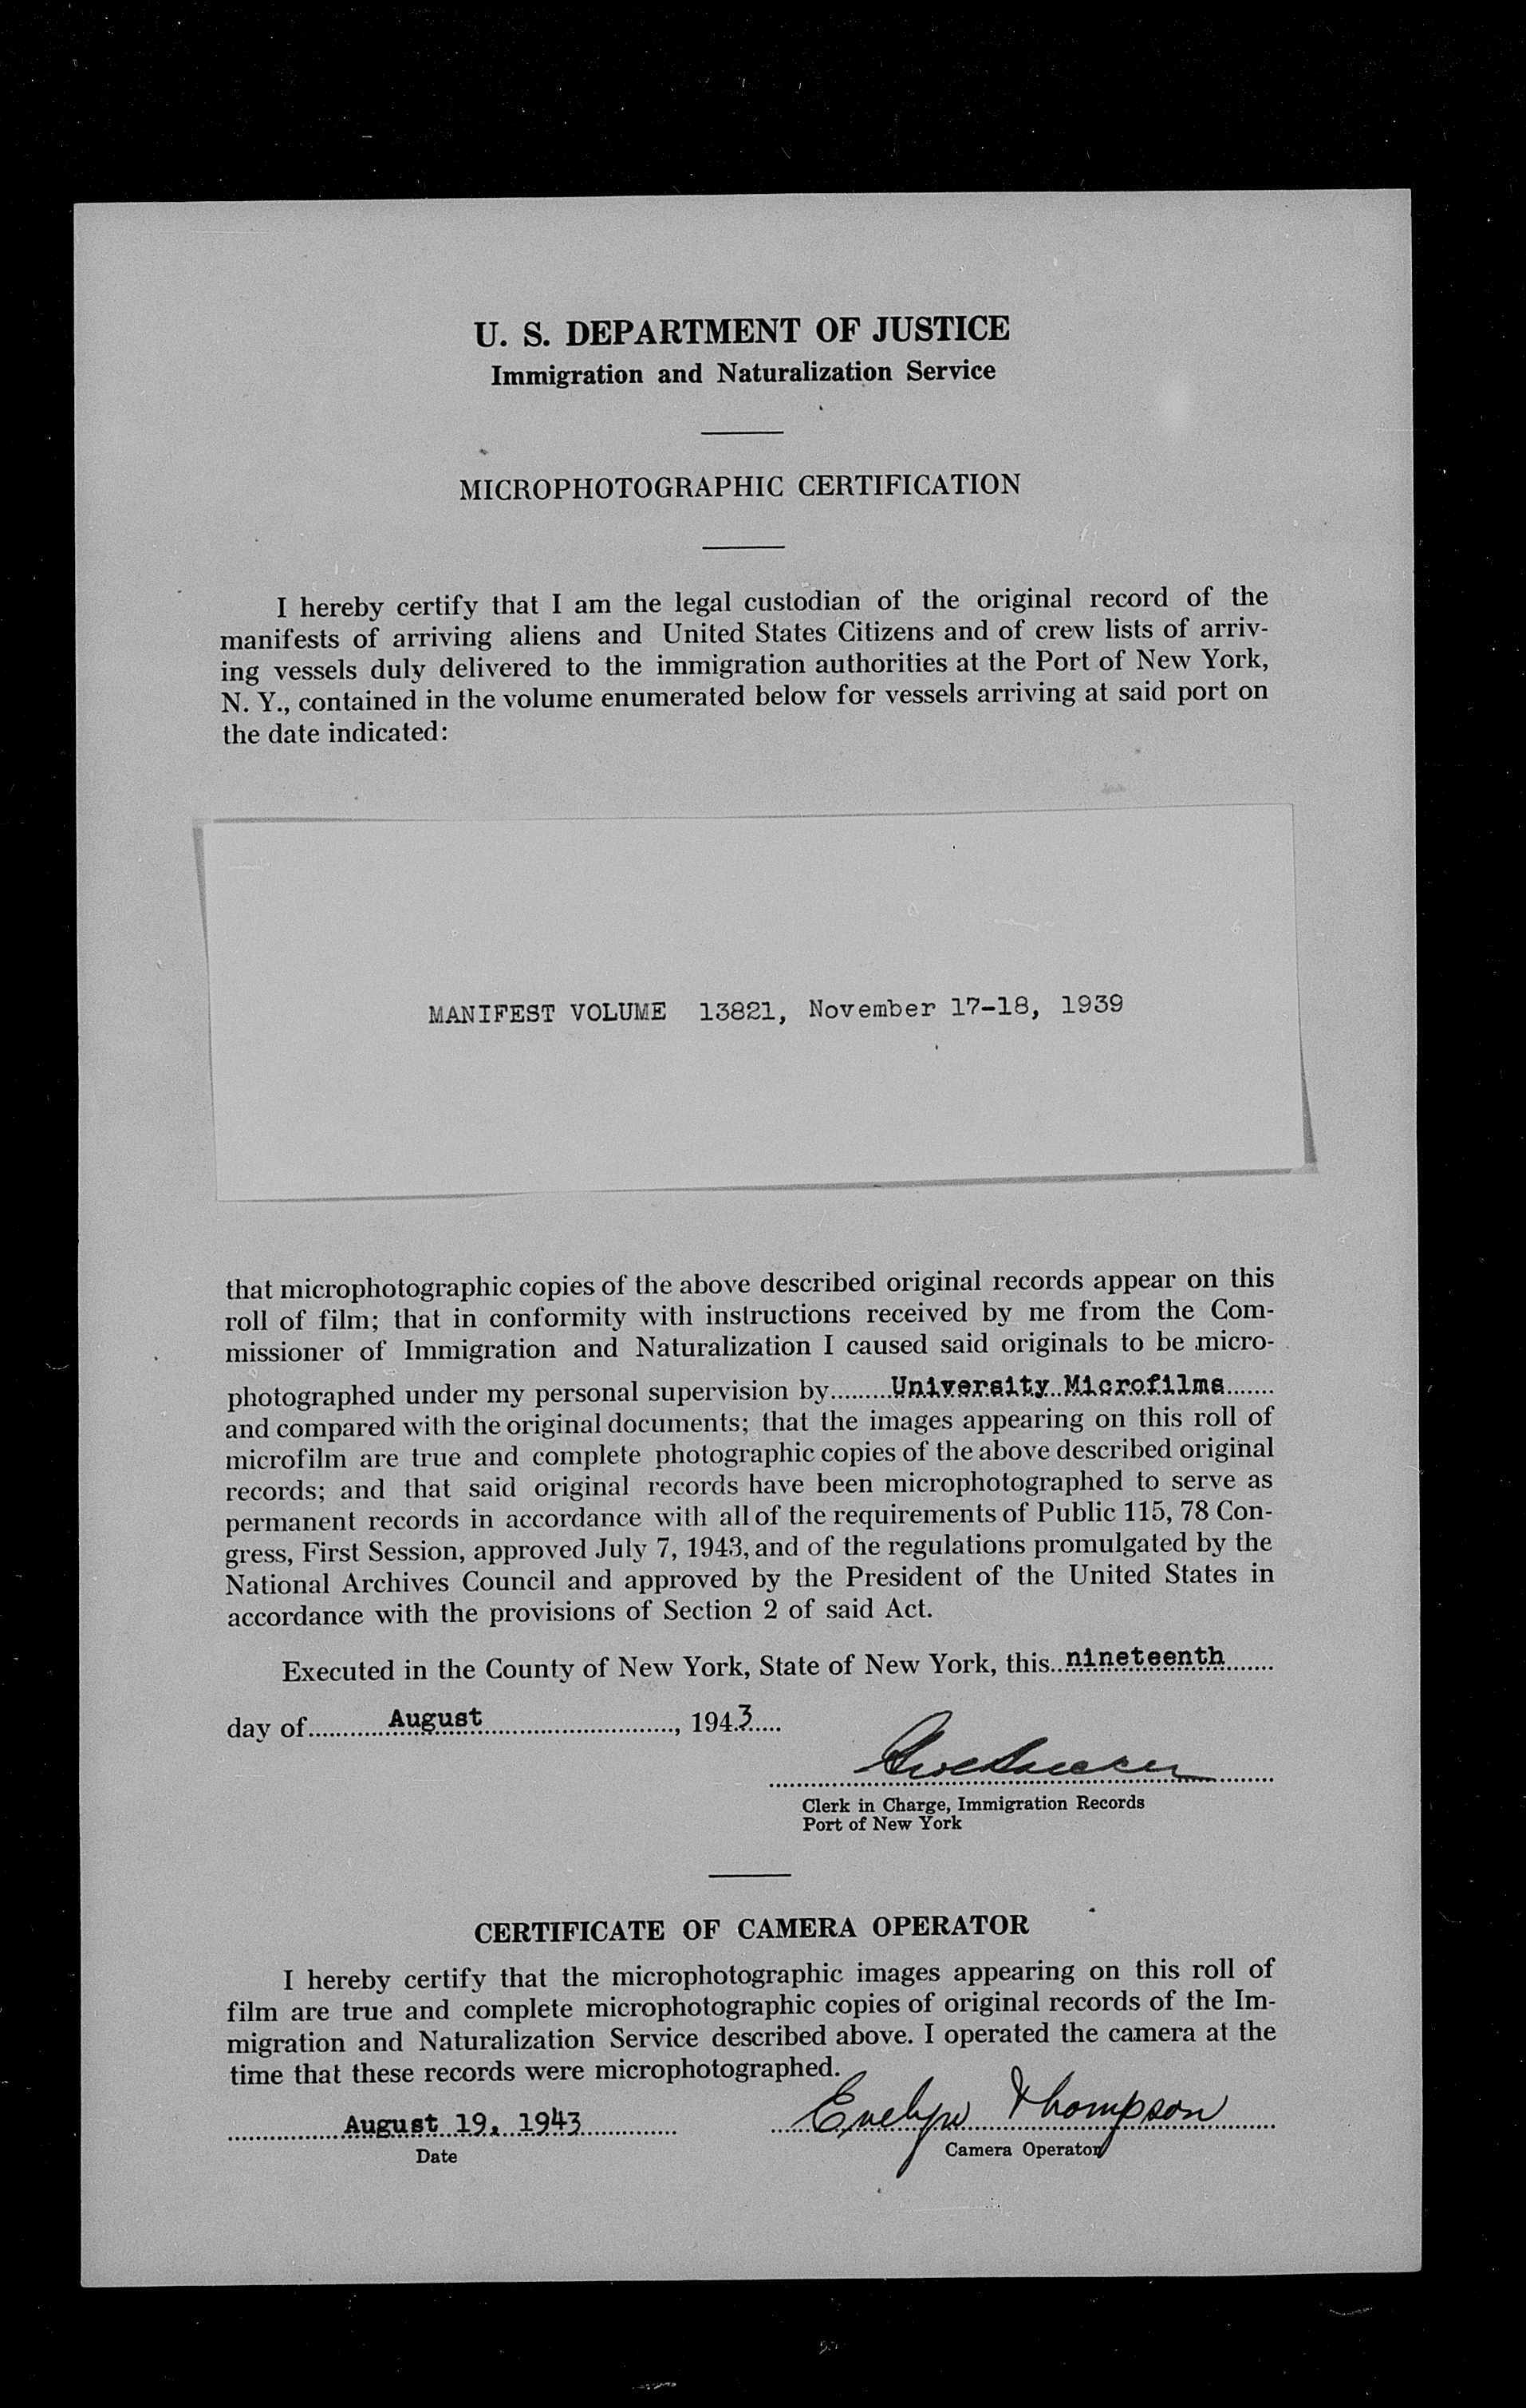 U. S. DEPARTMENT OF JUSTICE
Immigration and Naturalization Service
MICROPHOTOGRAPHIC CERTIFICATION
I hereby certify that I am the legal custodian of the original record of the
manifests of arriving aliens and United States Citizens and of crew lists of arriv-
ing vessels duly delivered to the immigration authorities at the Port of New York,
N. Y., contained in the volume enumerated below for vessels arriving at said port on
the date indicated:
MANIFEST VOLUME 13821, November 17-18, 1939
that microphotographic copies of the above described original records appear on this
roll of film; that in conformity with instructions received by me from the Com-
missioner of Immigration and Naturalization I caused said originals to be micro-
photographed under my personal supervision by.........University Microfilms.......
and compared with the original documents; that the images appearing on this roll of
microfilm are true and complete photographic copies of the above described original
records; and that said original records have been microphotographed to serve as
permanent records in accordance with all of the requirements of Public 115, 78 Con-
gress, First Session, approved July 7, 1943, and of the regulations promulgated by the
National Archives Council and approved by the President of the United States in
accordance with the provisions of Section 2 of said Act.
Executed in the County of New York, State of New York, this..nineteenth.......
day of............August............................, 1943.....
Clerk in Charge, Immigration Records
Port of New York
CERTIFICATE OF CAMERA OPERATOR
I hereby certify that the microphotographic images appearing on this roll of
film are true and complete microphotographic copies of original records of the Im-
migration and Naturalization Service described above. I operated the camera at the
time that these records were microphotographed.
August 19, 1943 Evelyn Thompson
Date Camera Operator